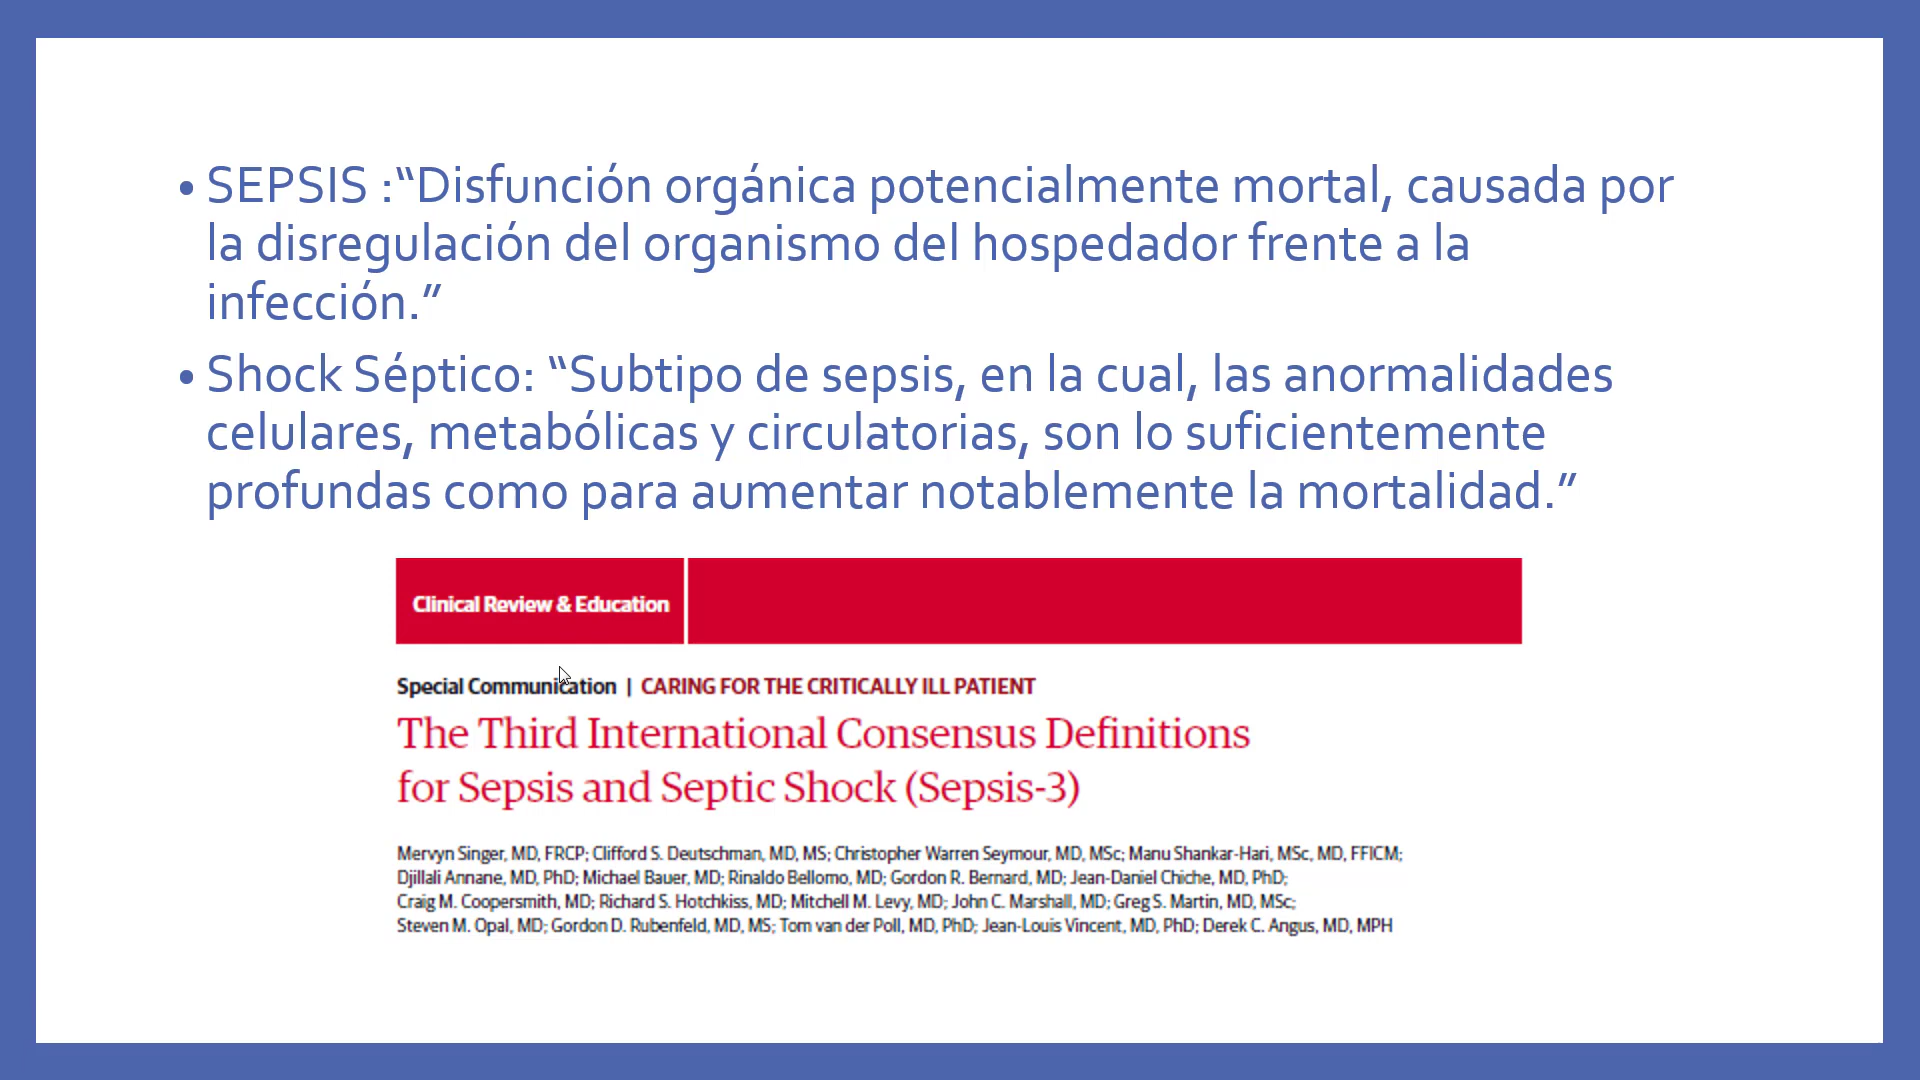 • SEPSIS :“Disfunción orgánica potencialmente mortal, causada por
la disregulación del organismo del hospedador frente a la
infección.”
• Shock Séptico: “Subtipo de sepsis, en la cual, las anormalidades
celulares, metabólicas y circulatorias, son lo suficientemente
profundas como para aumentar notablemente la mortalidad.”
Clinical Review & Education
Special Communication | CARING FOR THE CRITICALLY ILL PATIENT
The Third International Consensus Definitions
for Sepsis and Septic Shock (Sepsis-3)
Mervyn Singer, MD, FRCP; Clifford S. Deutschman, MD, MS; Christopher Warren Seymour, MD, MSc; Manu Shankar-Hari, MSc, MD, FFICM;
Djillali Annane, MD, PhD; Michael Bauer, MD; Rinaldo Bellomo, MD; Gordon R. Bernard, MD; Jean-Daniel Chiche, MD, PhD;
Craig M. Coopersmith, MD; Richard S. Hotchkiss, MD; Mitchell M. Levy, MD; John C. Marshall, MD; Greg S. Martin, MD, MSc;
Steven M. Opal, MD; Gordon D. Rubenfeld, MD, MS; Tom van der Poll, MD, PhD; Jean-Louis Vincent, MD, PhD; Derek C. Angus, MD, MPH